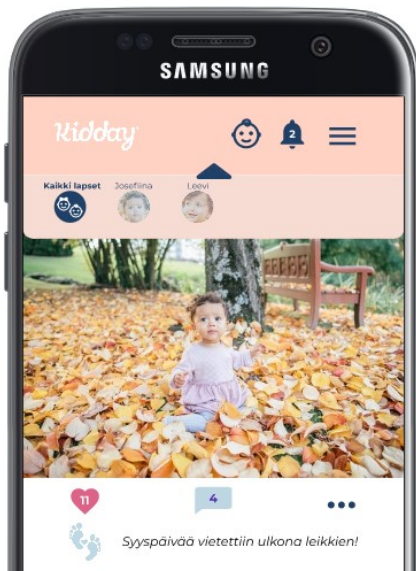 SAMSUNG
Kidday
2
Kaikki lapset Josefiina Leevi
11 4
Syyspäivää vietettiin ulkona leikkien!